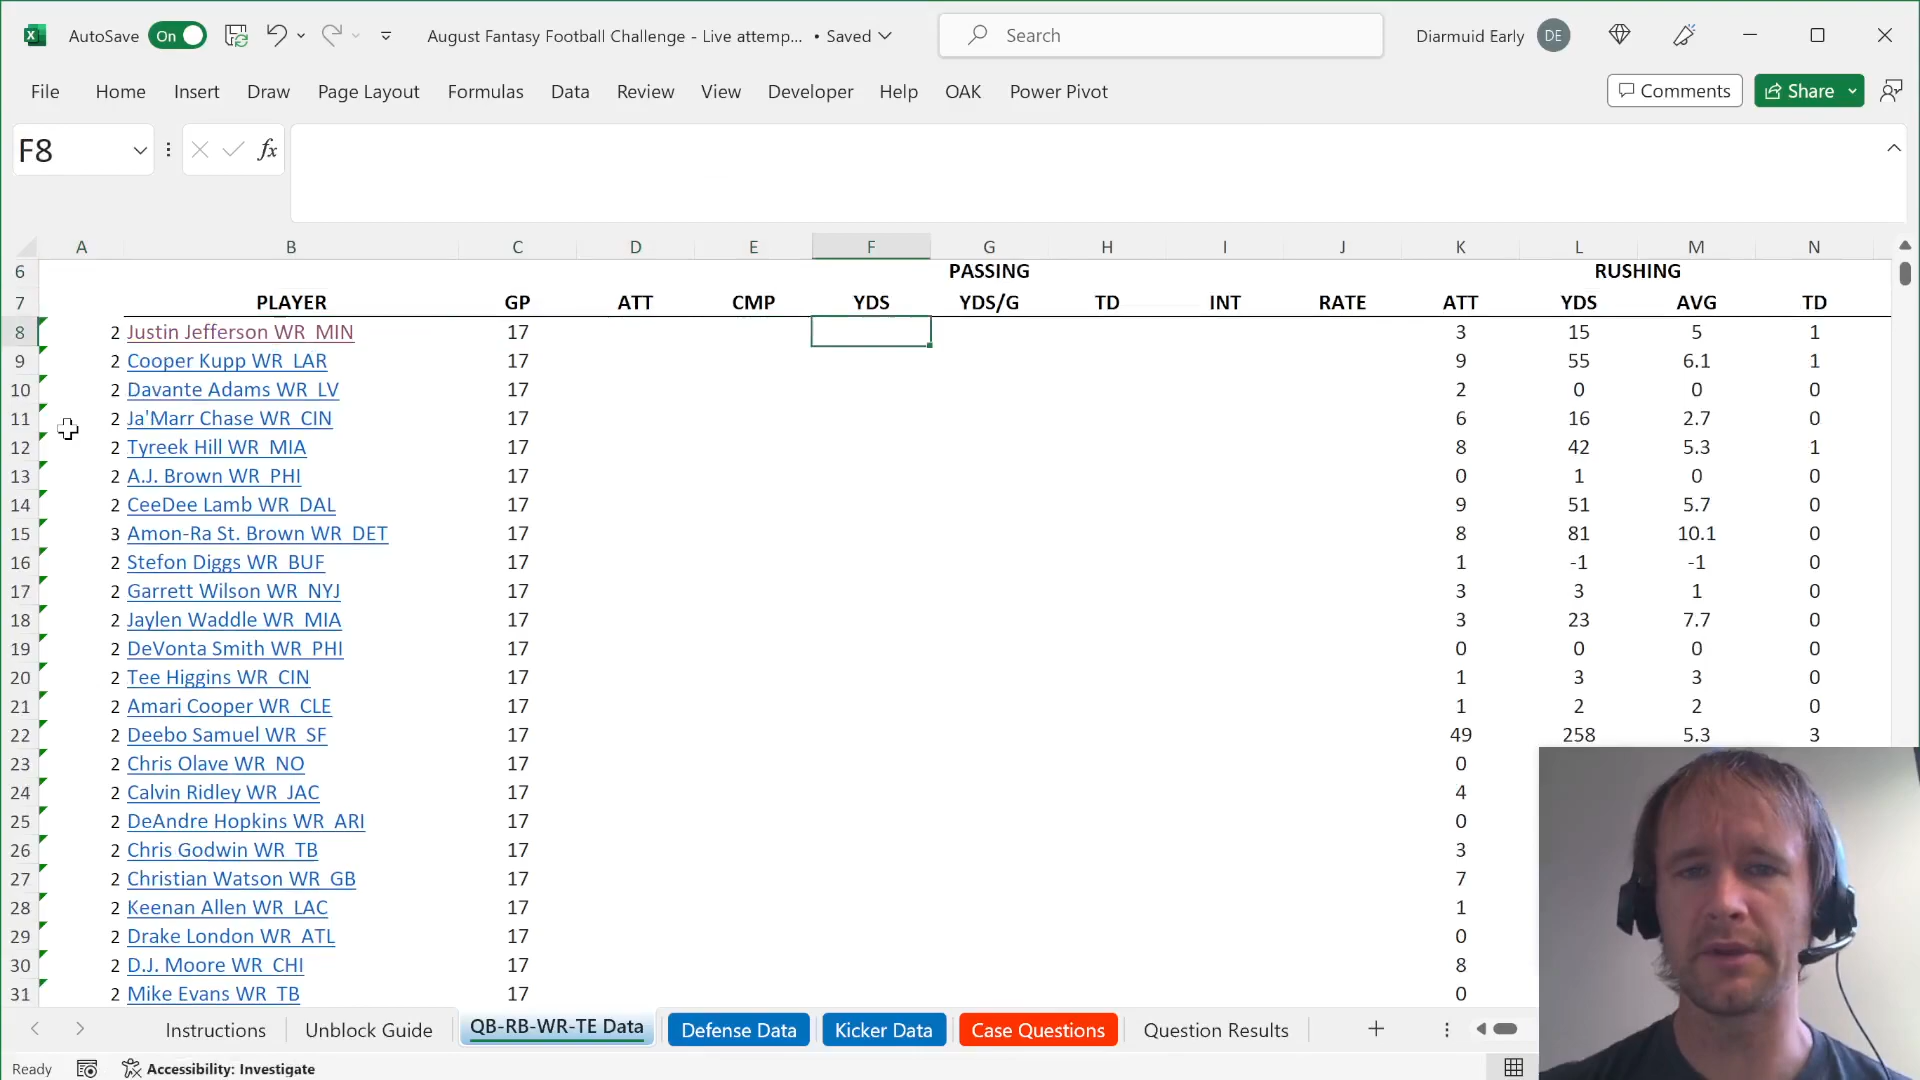 AutoSave On August Fantasy Football Challenge - Live attemp... • Saved Search Diarmuid Early DE
File Home Insert Draw Page Layout Formulas Data Review View Developer Help OAK Power Pivot Comments Share
F8 fx
A B C D E F G H I J K L M N
6 PASSING RUSHING
7 PLAYER GP ATT CMP YDS YDS/G TD INT RATE ATT YDS AVG TD
8 2 Justin Jefferson WR MIN 17 3 15 5 1
9 2 Cooper Kupp WR LAR 17 9 55 6.1 1
10 2 Davante Adams WR LV 17 2 0 0 0
11 2 Ja'Marr Chase WR CIN 17 6 16 2.7 0
12 2 Tyreek Hill WR MIA 17 8 42 5.3 1
13 2 A.J. Brown WR PHI 17 0 1 0 0
14 2 CeeDee Lamb WR DAL 17 9 51 5.7 0
15 3 Amon-Ra St. Brown WR DET 17 8 81 10.1 0
16 2 Stefon Diggs WR BUF 17 1 -1 -1 0
17 2 Garrett Wilson WR NYJ 17 3 3 1 0
18 2 Jaylen Waddle WR MIA 17 3 23 7.7 0
19 2 DeVonta Smith WR PHI 17 0 0 0 0
20 2 Tee Higgins WR CIN 17 1 3 3 0
21 2 Amari Cooper WR CLE 17 1 2 2 0
22 2 Deebo Samuel WR SF 17 49 258 5.3 3
23 2 Chris Olave WR NO 17 0
24 2 Calvin Ridley WR JAC 17 4
25 2 DeAndre Hopkins WR ARI 17 0
26 2 Chris Godwin WR TB 17 3
27 2 Christian Watson WR GB 17 7
28 2 Keenan Allen WR LAC 17 1
29 2 Drake London WR ATL 17 0
30 2 D.J. Moore WR CHI 17 8
31 2 Mike Evans WR TB 17 0
Instructions Unblock Guide QB-RB-WR-TE Data Defense Data Kicker Data Case Questions Question Results
Ready Accessibility: Investigate